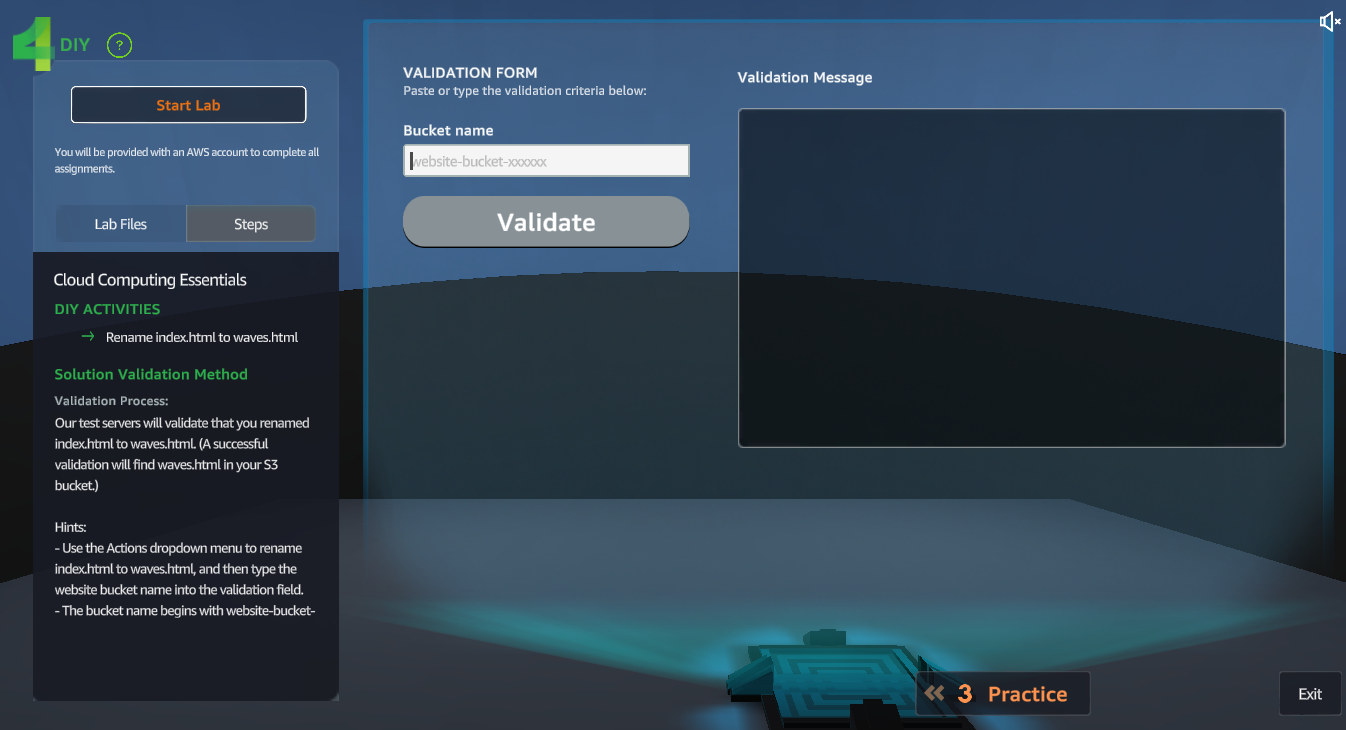 4 DIY ?
Start Lab
You will be provided with an AWS account to complete all
assignments.
Lab Files
Steps
Cloud Computing Essentials
DIY ACTIVITIES
→ Rename index.html to waves.html
Solution Validation Method
Validation Process:
Our test servers will validate that you renamed
index.html to waves.html. (A successful
validation will find waves.html in your S3
bucket.)
Hints:
- Use the Actions dropdown menu to rename
index.html to waves.html, and then type the
website bucket name into the validation field.
- The bucket name begins with website-bucket-
VALIDATION FORM
Paste or type the validation criteria below:
Bucket name
website-bucket-xxxxxx
Validate
Validation Message
3 Practice
Exit